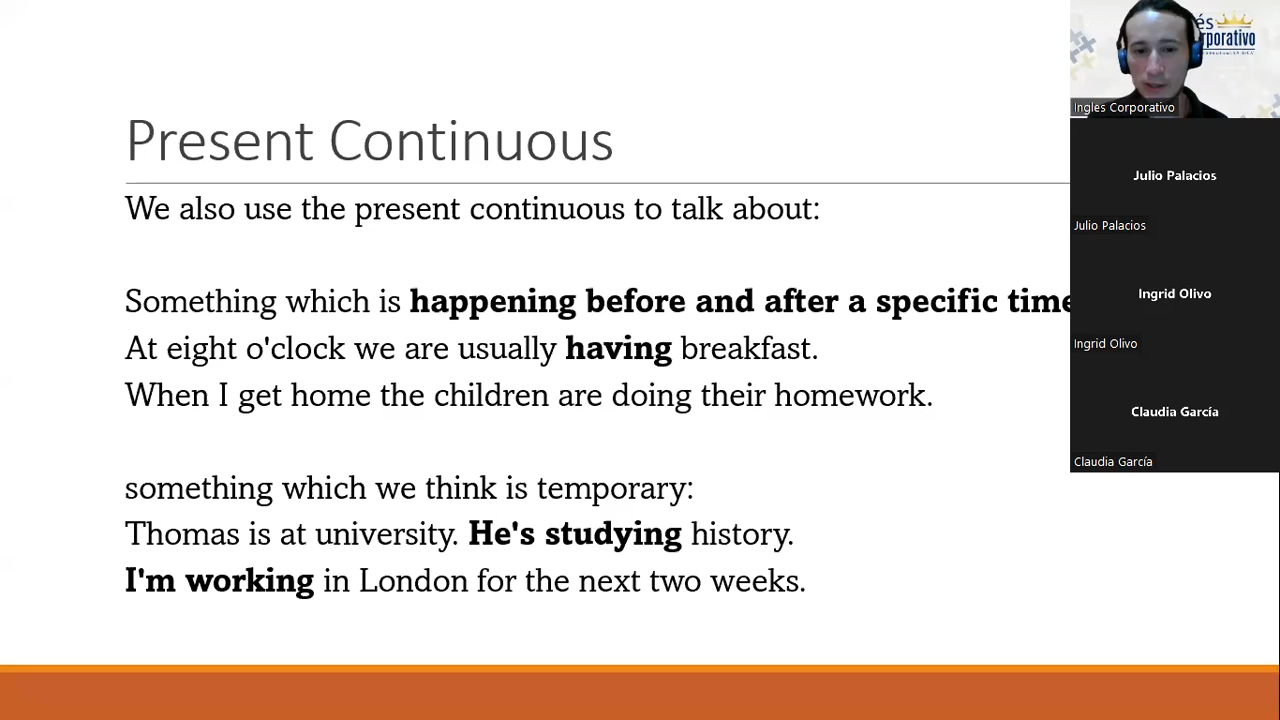 Present Continuous
We also use the present continuous to talk about:
Something which is happening before and after a specific time
At eight o'clock we are usually having breakfast.
When I get home the children are doing their homework.
something which we think is temporary:
Thomas is at university. He's studying history.
I'm working in London for the next two weeks.
Ingles Corporativo
Julio Palacios
Julio Palacios
Ingrid Olivo
Ingrid Olivo
Claudia García
Claudia García